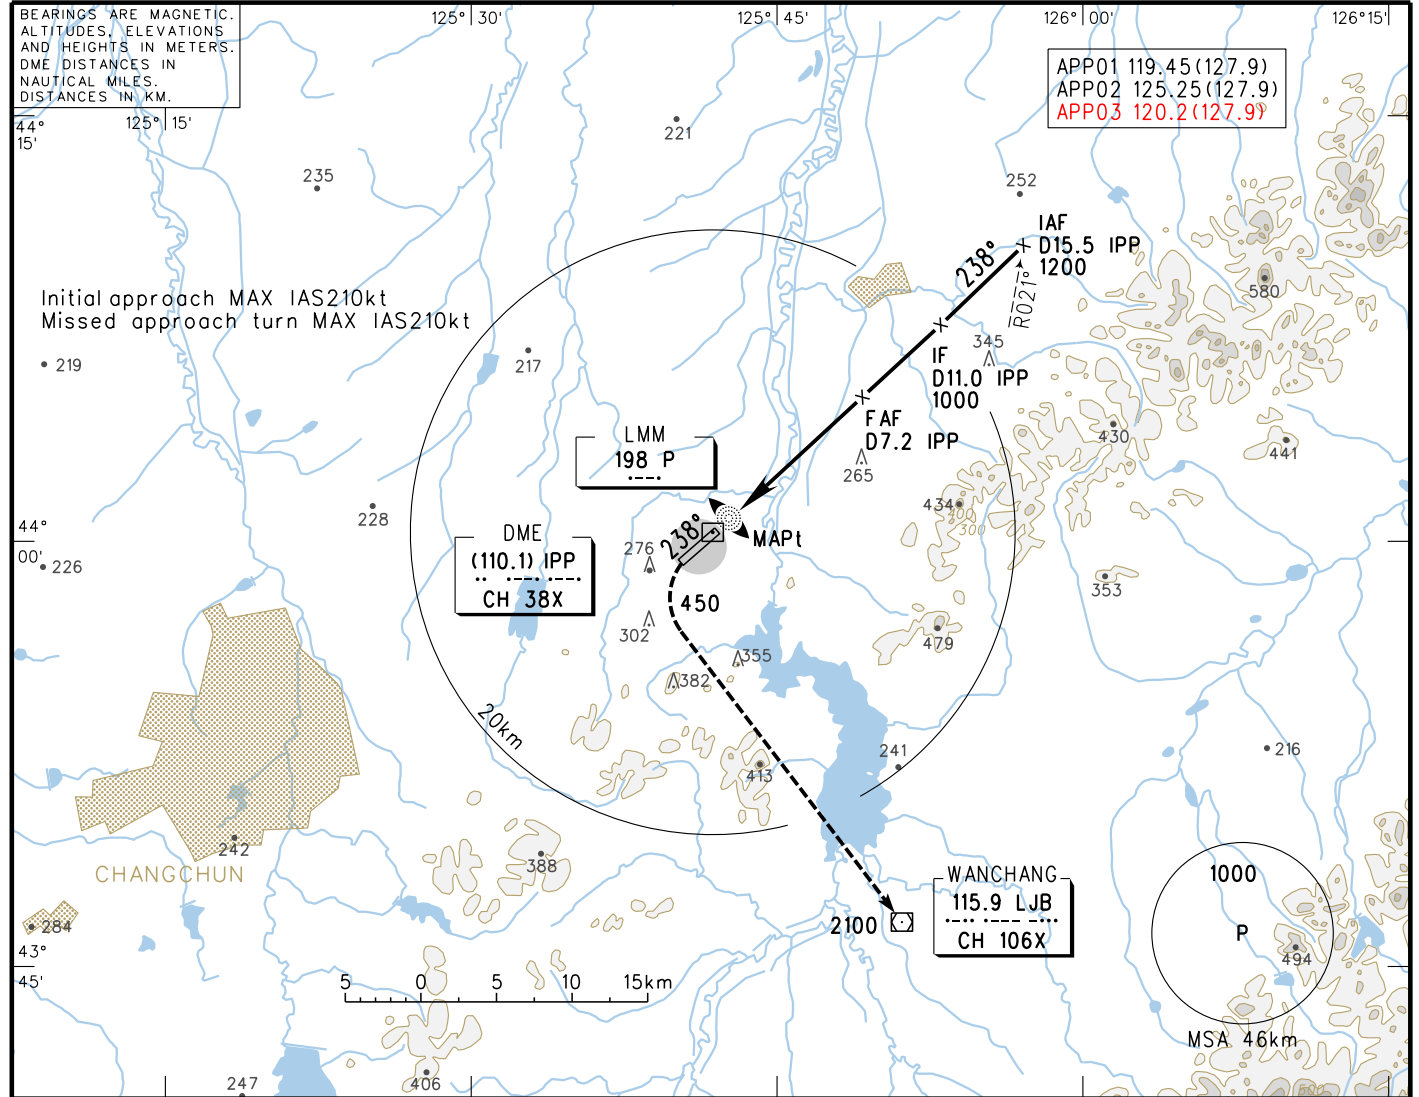 BEARINGS ARE MAGNETIC.
ALTITUDES, ELEVATIONS
AND HEIGHTS IN METERS.
DME DISTANCES IN
NAUTICAL MILES.
DISTANCES IN KM.
125° 30'
125° 45'
126° 00'
126° 15'
APP01 119.45(127.9)
APP02 125.25(127.9)
APP03 120.2(127.9)
44°
15'
125° 15'
221
235
252
IAF
D15.5 IPP
1200
238°
R021°
580
Initial approach MAX IAS210kt
Missed approach turn MAX IAS210kt
219
217
345
IF
D11.0 IPP
1000
FAF
D7.2 IPP
265
430
441
LMM
198 P
·−−·
228
434
400
300
44°
00'
226
DME
(110.1) IPP
·· ·−−· ·−−·
CH 38X
238°
MAPt
276
450
302
353
479
355
382
20km
241
216
413
242
CHANGCHUN
388
284
1000
P
494
MSA 46km
WANCHANG
115.9 LJB
·−·· ·−−− −···
CH 106X
2100
43°
45'
5 0 5 10 15km
247
406
500